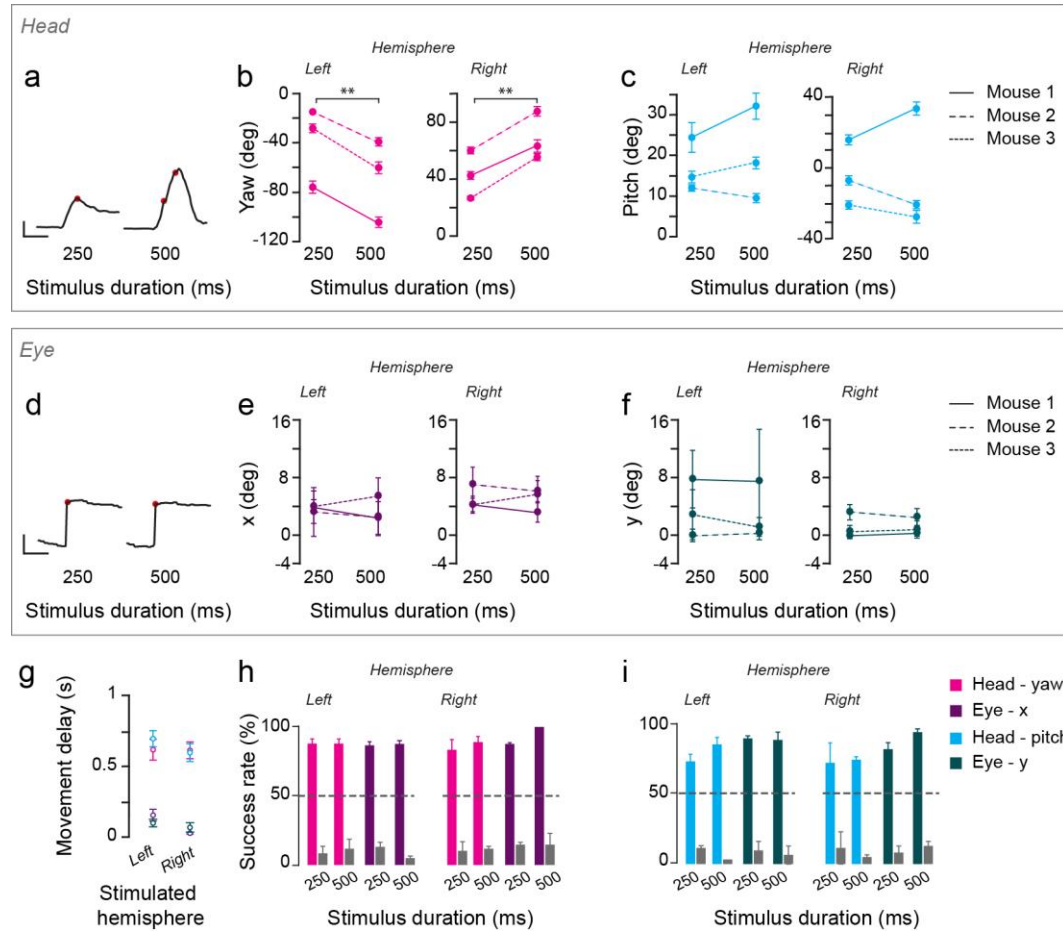 Head
a
250 500
Stimulus duration (ms)
b
Hemisphere
Left Right
Yaw (deg)
0
-40
-80
-120
**
250 500
80
40
0
**
250 500
Stimulus duration (ms)
c
Hemisphere
Left Right
Pitch (deg)
30
20
10
0
250 500
40
20
0
-20
-40
250 500
Stimulus duration (ms)
Mouse 1
Mouse 2
Mouse 3
Eye
d
250 500
Stimulus duration (ms)
e
Hemisphere
Left Right
x (deg)
16
8
4
0
-4
250 500
16
8
4
0
-4
250 500
Stimulus duration (ms)
f
Hemisphere
Left Right
y (deg)
16
8
4
0
-4
250 500
16
8
4
0
-4
250 500
Stimulus duration (ms)
Mouse 1
Mouse 2
Mouse 3
g
Movement delay (s)
1
0.5
0
Left Right
Stimulated
hemisphere
h
Hemisphere
Left Right
Success rate (%)
100
50
0
250 500 250 500
250 500 250 500
Stimulus duration (ms)
i
Hemisphere
Left Right
100
50
0
250 500 250 500
250 500 250 500
Stimulus duration (ms)
Head - yaw
Eye - x
Head - pitch
Eye - y